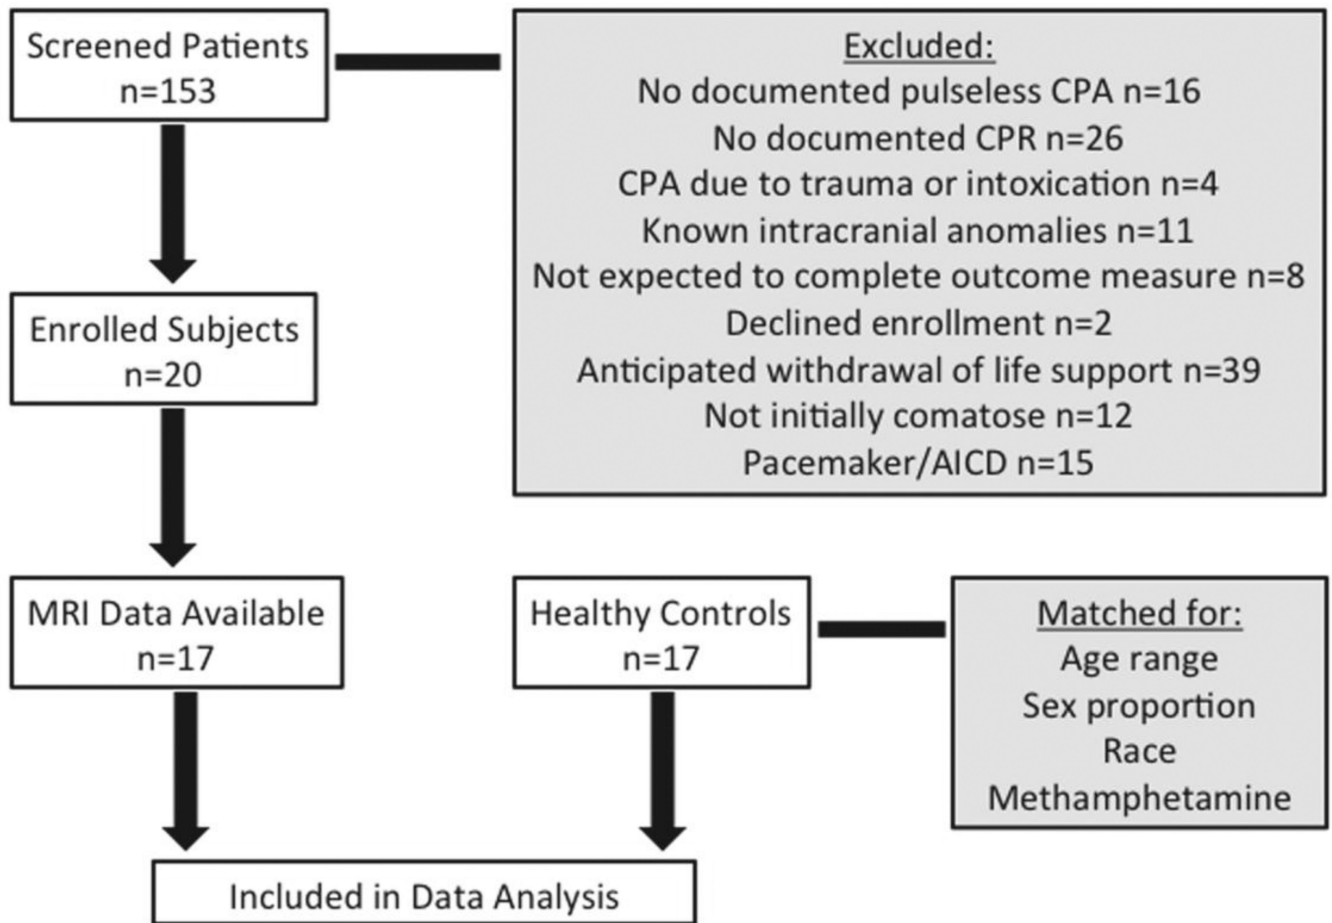 Screened Patients
n=153
Excluded:
No documented pulseless CPA n=16
No documented CPR n=26
CPA due to trauma or intoxication n=4
Known intracranial anomalies n=11
Not expected to complete outcome measure n=8
Declined enrollment n=2
Anticipated withdrawal of life support n=39
Not initially comatose n=12
Pacemaker/AICD n=15
Enrolled Subjects
n=20
MRI Data Available
n=17
Healthy Controls
n=17
Matched for:
Age range
Sex proportion
Race
Methamphetamine
Included in Data Analysis